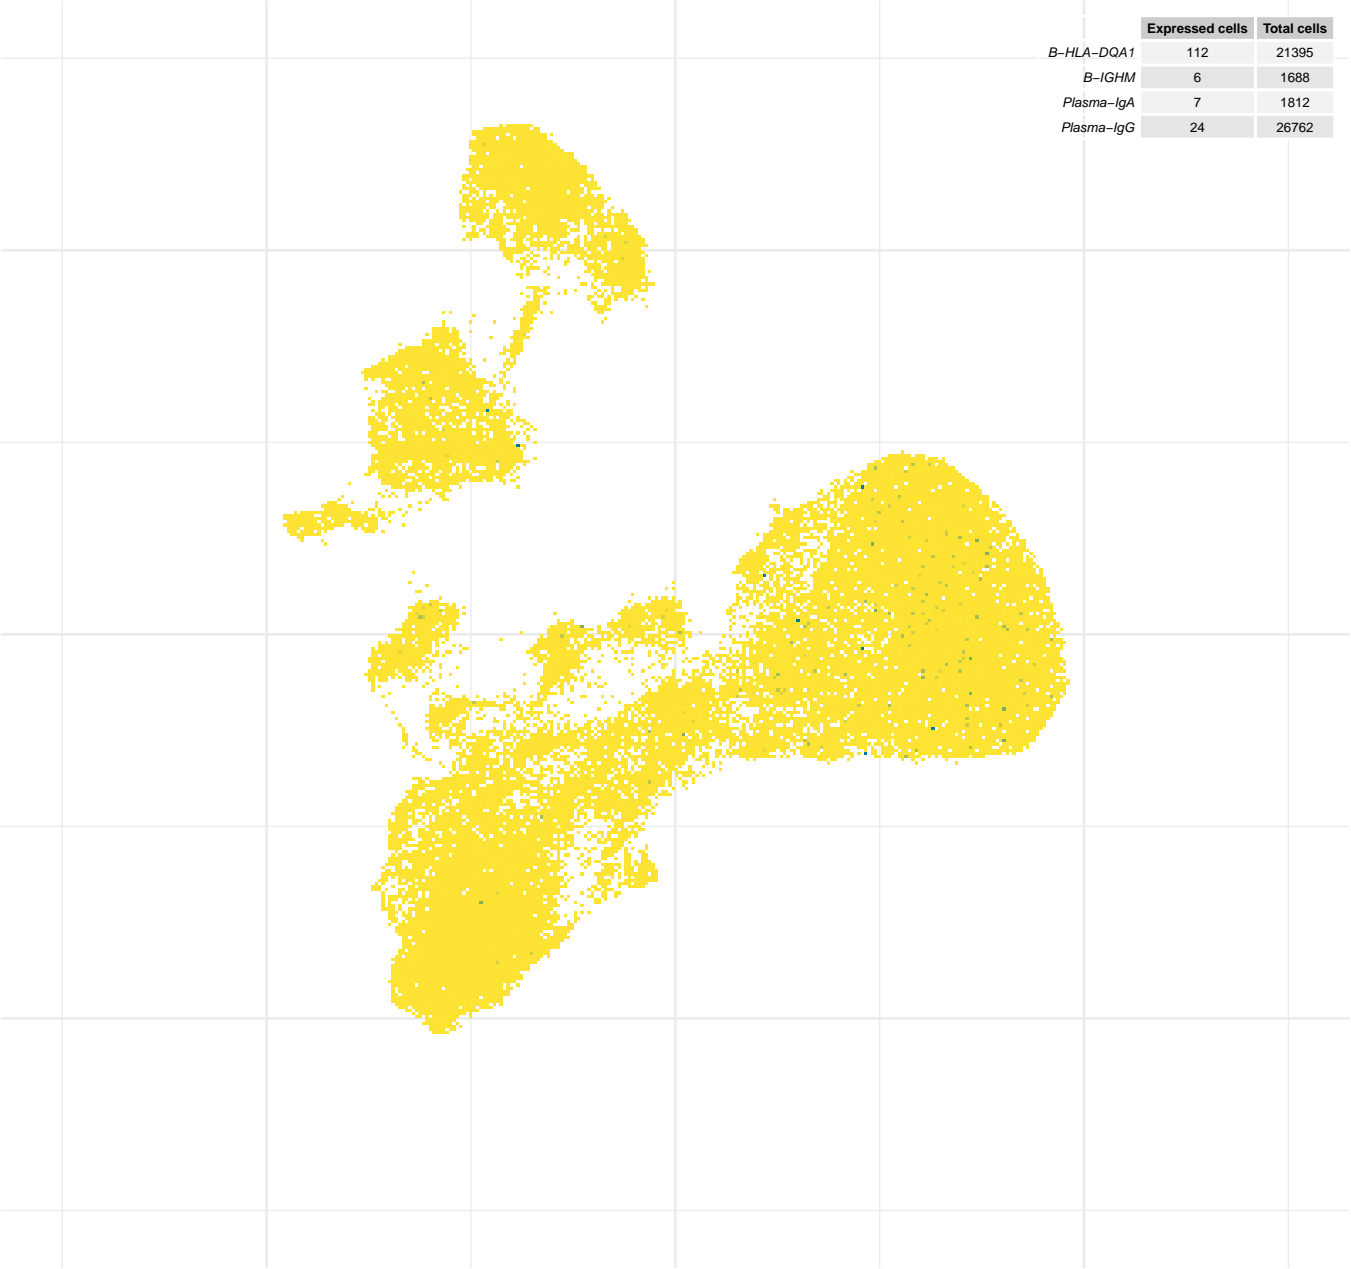 Expressed cells Total cells
B−HLA−DQA1 112 21395
B−IGHM 6 1688
Plasma−IgA 7 1812
Plasma−IgG 24 26762